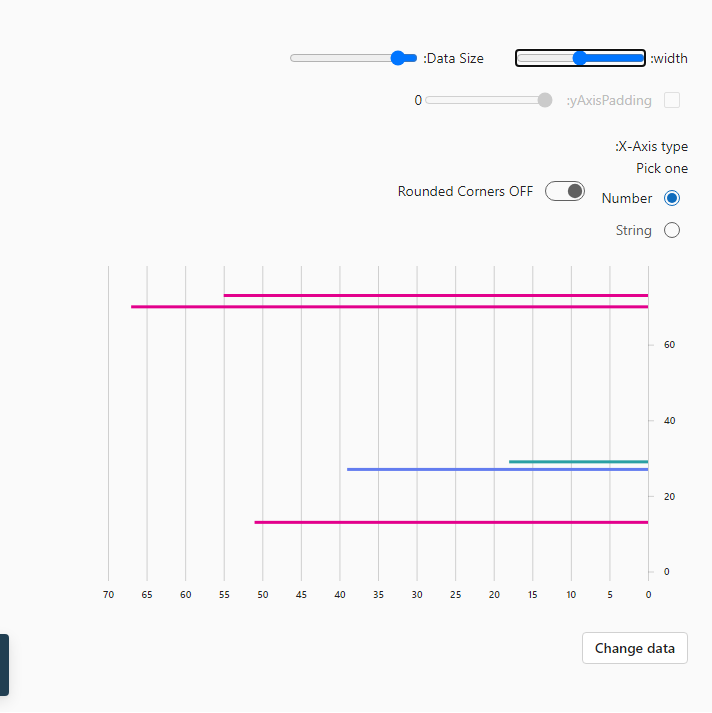 width:
Data Size:
yAxisPadding:
0
X-Axis type:
Pick one
Number
Rounded Corners OFF
String
60
40
20
0
70 65 60 55 50 45 40 35 30 25 20 15 10 5 0
Change data